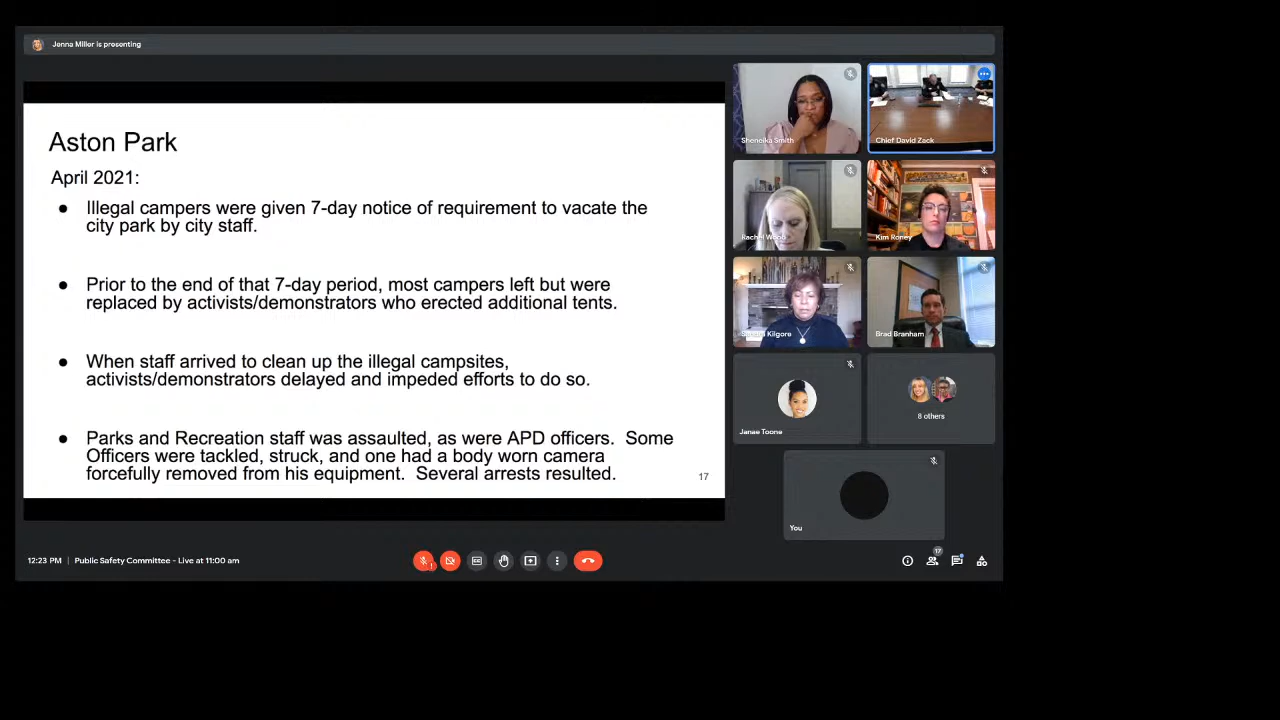 Jenna Miller is presenting
Aston Park
April 2021:
● Illegal campers were given 7-day notice of requirement to vacate the
city park by city staff.
● Prior to the end of that 7-day period, most campers left but were
replaced by activists/demonstrators who erected additional tents.
● When staff arrived to clean up the illegal campsites,
activists/demonstrators delayed and impeded efforts to do so.
● Parks and Recreation staff was assaulted, as were APD officers.  Some
Officers were tackled, struck, and one had a body worn camera
forcefully removed from his equipment.  Several arrests resulted.
17
Sheneika Smith
Chief David Zack
Rachel Wood
Kim Roney
Kilgore
Brad Branham
Janae Toone
8 others
You
12:23 PM | Public Safety Committee - Live at 11:00 am
17